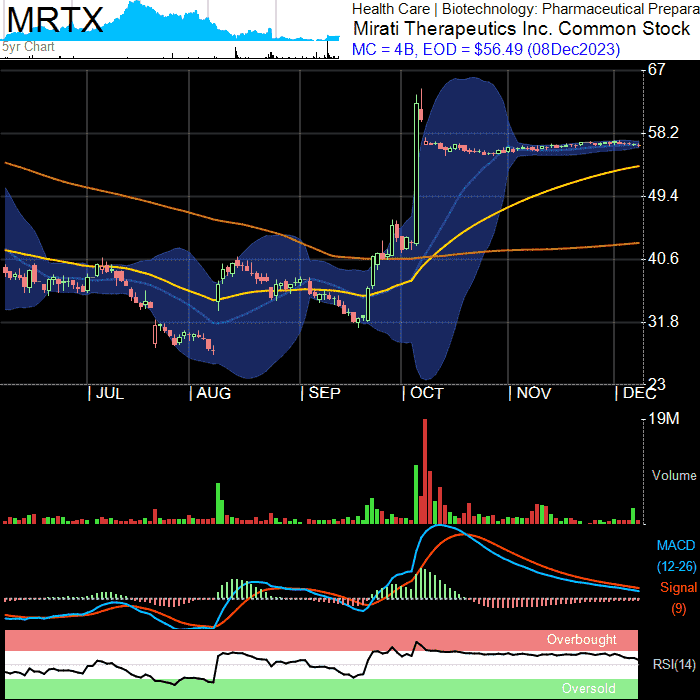 MRTX
5yr Chart
Health Care | Biotechnology: Pharmaceutical Prepara
Mirati Therapeutics Inc. Common Stock
MC = 4B, EOD = $56.49 (08Dec2023)
67
58.2
49.4
40.6
31.8
23
| JUL | AUG | SEP | OCT | NOV | DEC
19M
Volume
MACD
(12-26)
Signal
(9)
Overbought
RSI(14)
Oversold